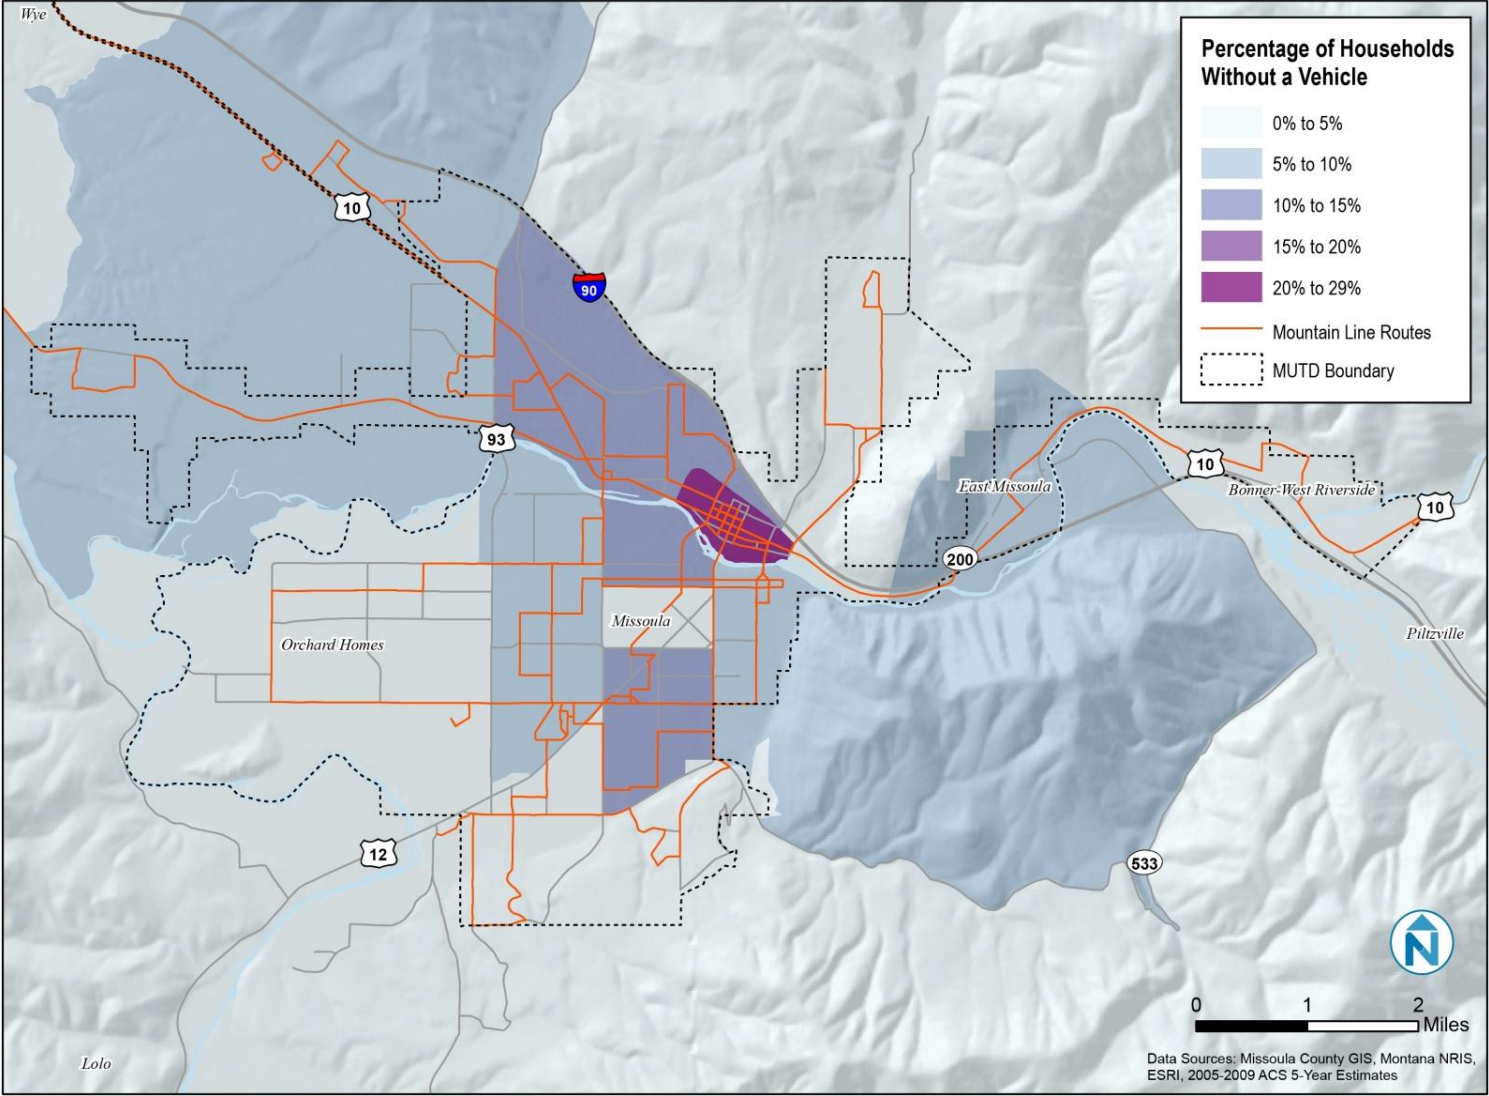 Wye
Percentage of Households
Without a Vehicle
0% to 5%
5% to 10%
10% to 15%
15% to 20%
20% to 29%
Mountain Line Routes
MUTD Boundary
10
90
93
10
East Missoula
Bonner-West Riverside
10
200
Missoula
Orchard Homes
Piltzville
12
533
N
0 1 2
Miles
Lolo
Data Sources: Missoula County GIS, Montana NRIS,
ESRI, 2005-2009 ACS 5-Year Estimates